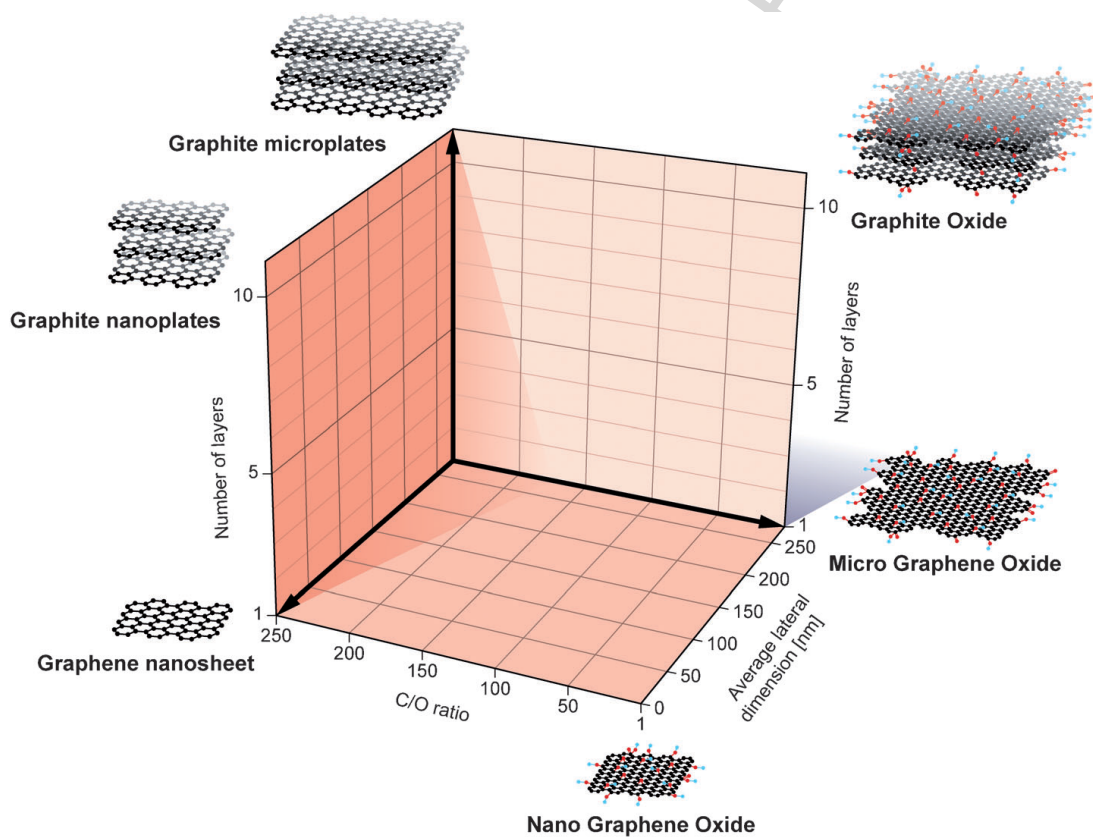 Graphite microplates
Graphite Oxide
Graphite nanoplates
Graphene nanosheet
Micro Graphene Oxide
Nano Graphene Oxide
Number of layers
10
5
1
Number of layers
10
5
1
C/O ratio
250
200
150
100
50
1
Average lateral
dimension [nm]
250
200
150
100
50
0